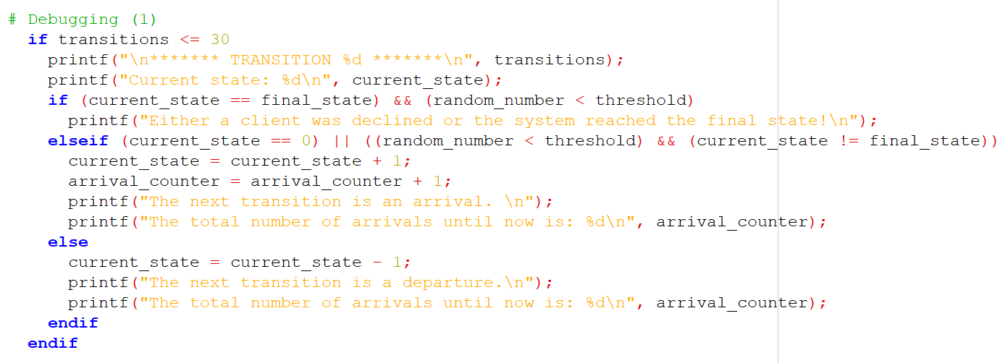 # Debugging (1)
if transitions <= 30
printf("\n******* TRANSITION %d *******\n", transitions);
printf("Current state: %d\n", current_state);
if (current_state == final_state) && (random_number < threshold)
printf("Either a client was declined or the system reached the final state!\n");
elseif (current_state == 0) || ((random_number < threshold) && (current_state != final_state))
current_state = current_state + 1;
arrival_counter = arrival_counter + 1;
printf("The next transition is an arrival. \n");
printf("The total number of arrivals until now is: %d\n", arrival_counter);
else
current_state = current_state - 1;
printf("The next transition is a departure.\n");
printf("The total number of arrivals until now is: %d\n", arrival_counter);
endif
endif